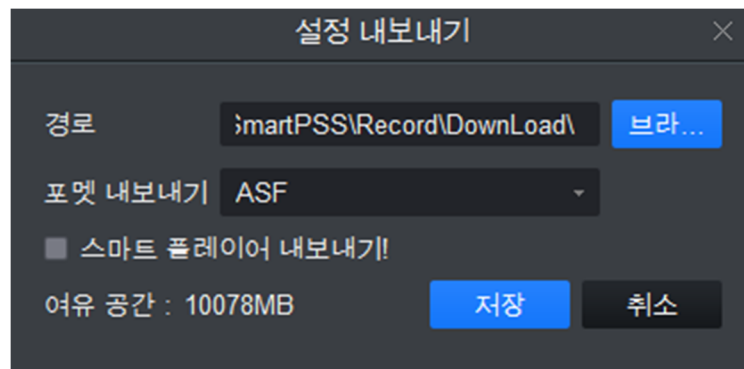 설정 내보내기
경로 SmartPSS\Record\DownLoad\ 브라...
포멧 내보내기 ASF
스마트 플레이어 내보내기!
여유 공간 : 10078MB 저장 취소